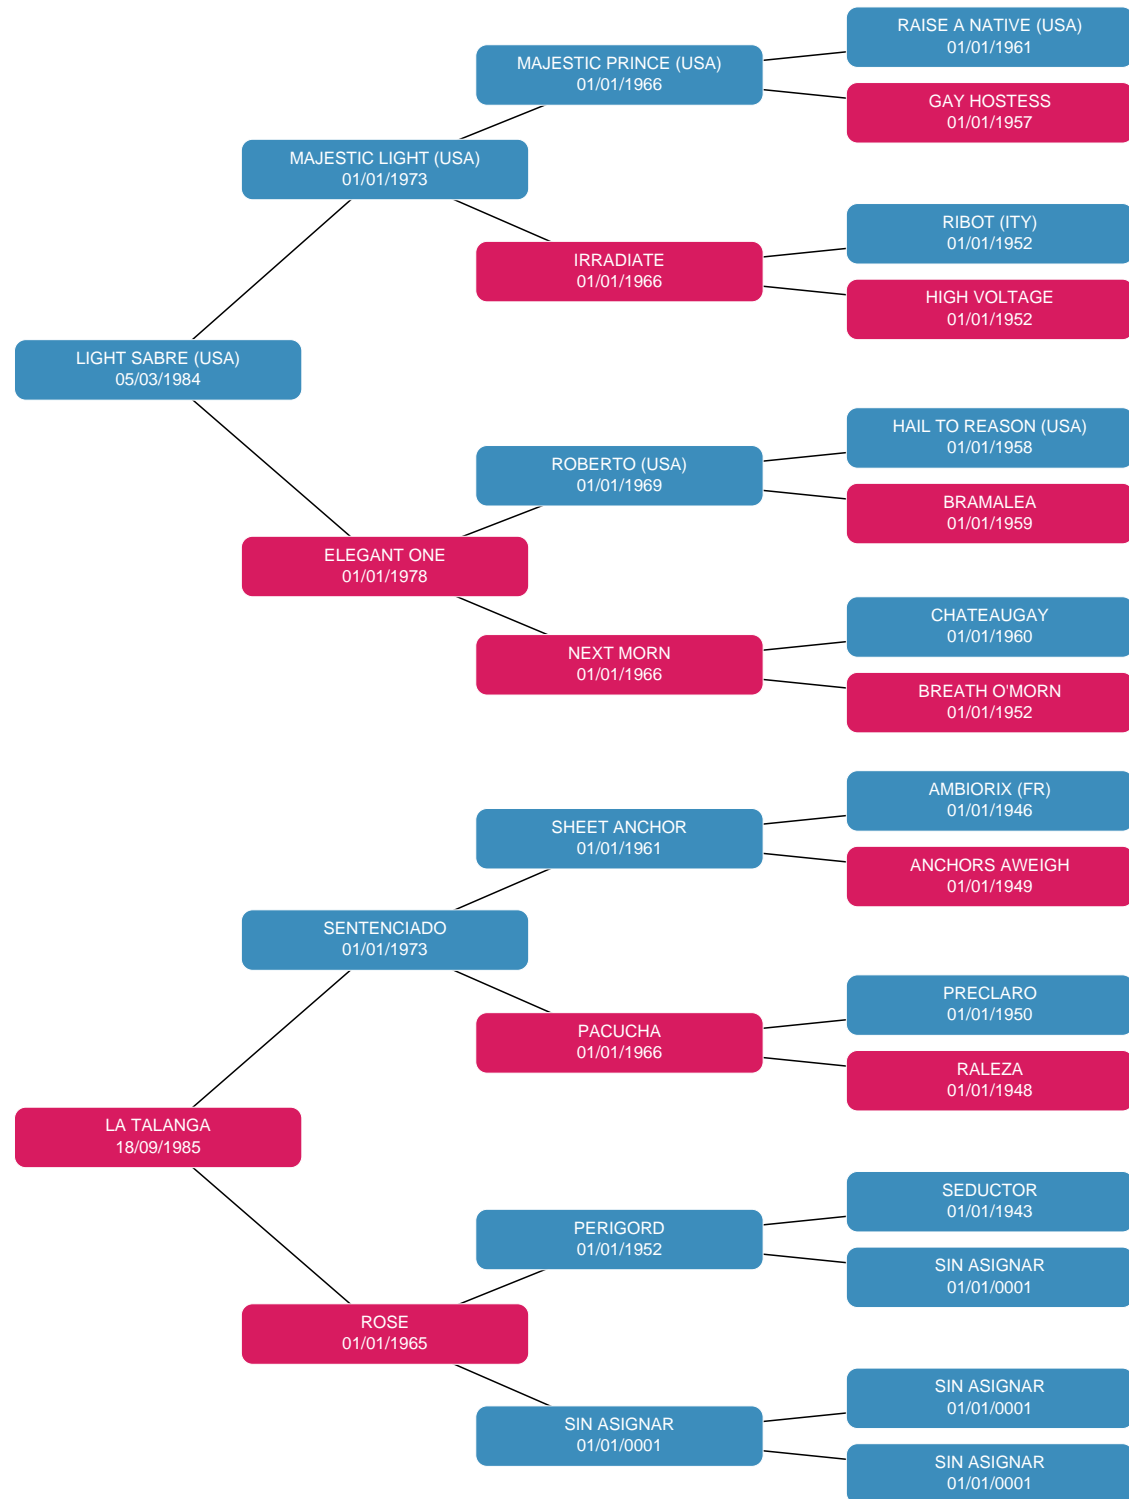 RAISE A NATIVE (USA)
01/01/1961
MAJESTIC PRINCE (USA)
01/01/1966
GAY HOSTESS
01/01/1957
MAJESTIC LIGHT (USA)
01/01/1973
RIBOT (ITY)
01/01/1952
IRRADIATE
01/01/1966
HIGH VOLTAGE
01/01/1952
LIGHT SABRE (USA)
05/03/1984
HAIL TO REASON (USA)
01/01/1958
ROBERTO (USA)
01/01/1969
BRAMALEA
01/01/1959
ELEGANT ONE
01/01/1978
CHATEAUGAY
01/01/1960
NEXT MORN
01/01/1966
BREATH O'MORN
01/01/1952
AMBIORIX (FR)
01/01/1946
SHEET ANCHOR
01/01/1961
ANCHORS AWEIGH
01/01/1949
SENTENCIADO
01/01/1973
PRECLARO
01/01/1950
PACUCHA
01/01/1966
RALEZA
01/01/1948
LA TALANGA
18/09/1985
SEDUCTOR
01/01/1943
PERIGORD
01/01/1952
SIN ASIGNAR
01/01/0001
ROSE
01/01/1965
SIN ASIGNAR
01/01/0001
SIN ASIGNAR
01/01/0001
SIN ASIGNAR
01/01/0001